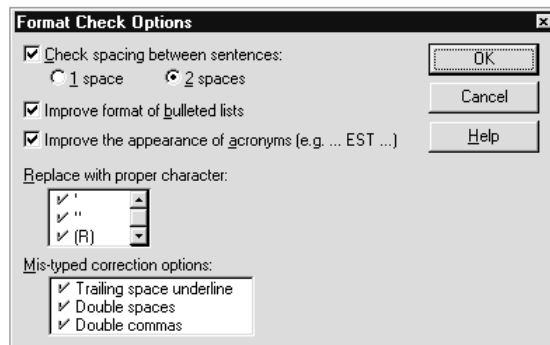 Format Check Options
Check spacing between sentences:
1 space 2 spaces
Improve format of bulleted lists
Improve the appearance of acronyms (e.g. ... EST ...)
Replace with proper character:
'
''
(R)
Mis-typed correction options:
Trailing space underline
Double spaces
Double commas
OK
Cancel
Help